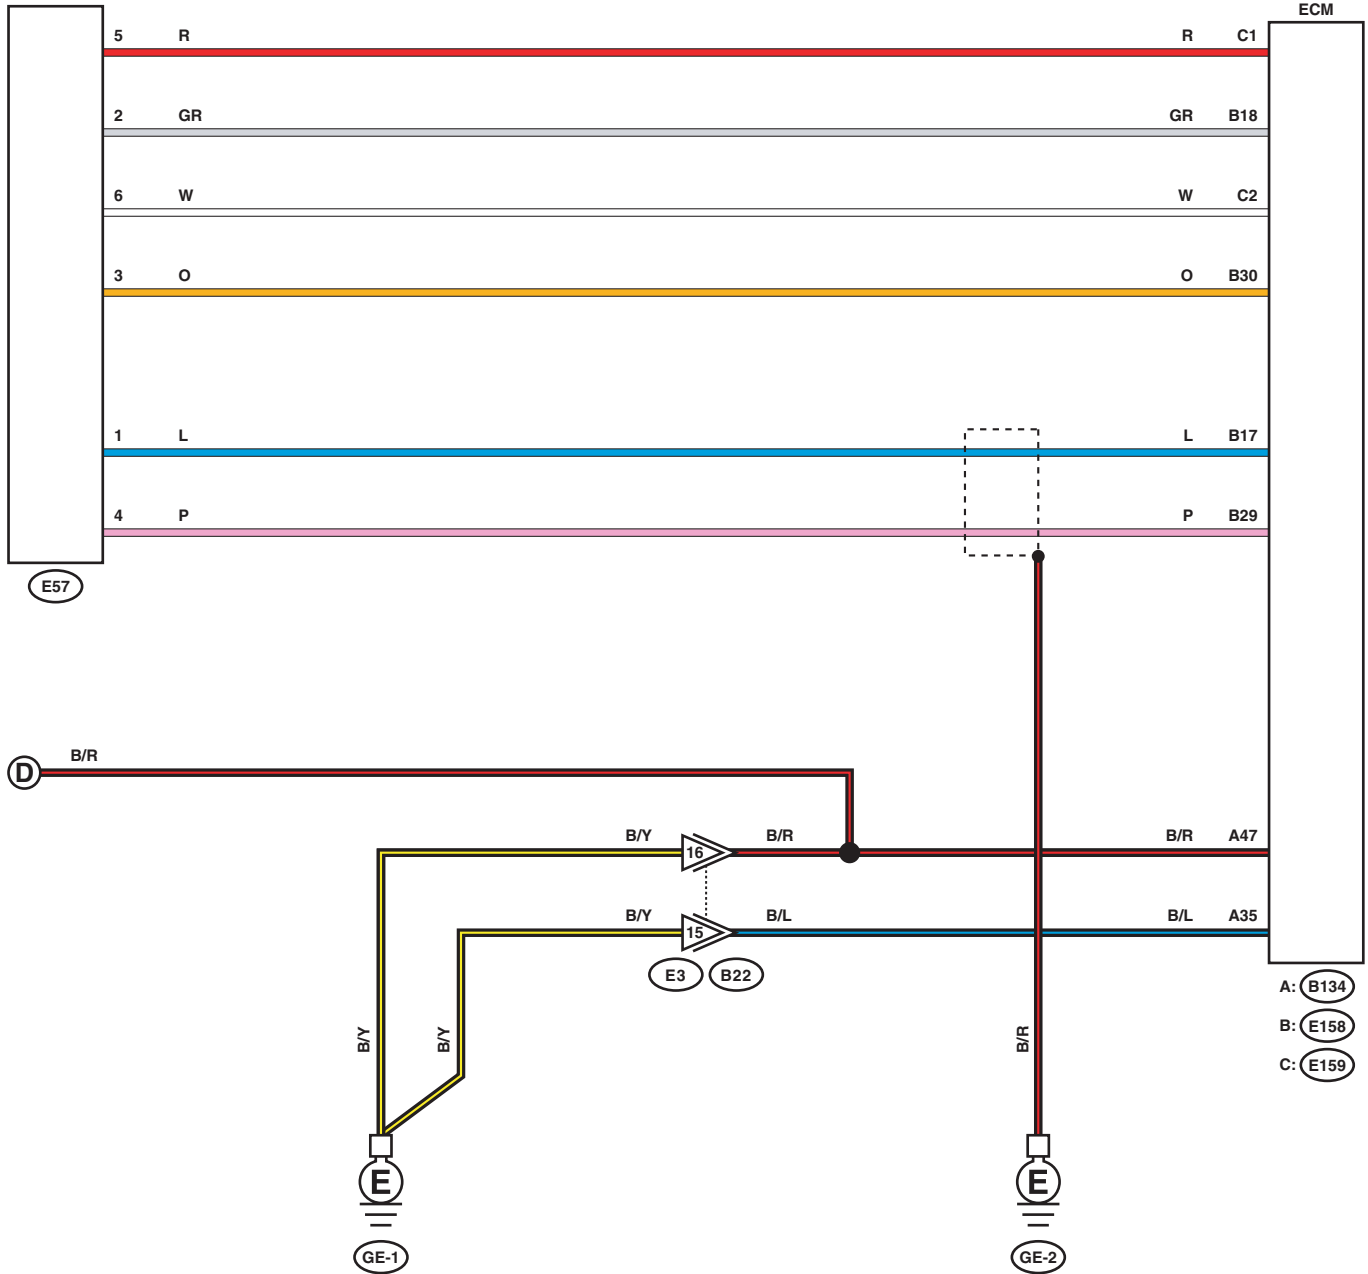 ECM
5 R R C1
2 GR GR B18
6 W W C2
3 O O B30
1 L L B17
4 P P B29
E57
D B/R
B/Y 16 B/R B/R A47
B/Y 15 B/L B/L A35
E3 B22
A: B134
B: E158
C: E159
B/Y B/Y B/R
E E
GE-1 GE-2